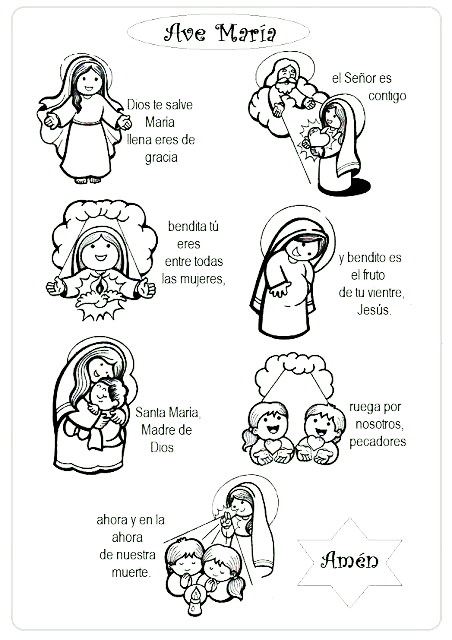 Ave María
Dios te salve
Maria
llena eres de
gracia
el Señor es
contigo
bendita tú
eres
entre todas
las mujeres,
y bendito es
el fruto
de tu vientre,
Jesús.
Santa Maria,
Madre de
Dios
ruega por
nosotros,
pecadores
ahora y en la
ahora
de nuestra
muerte.
Amén